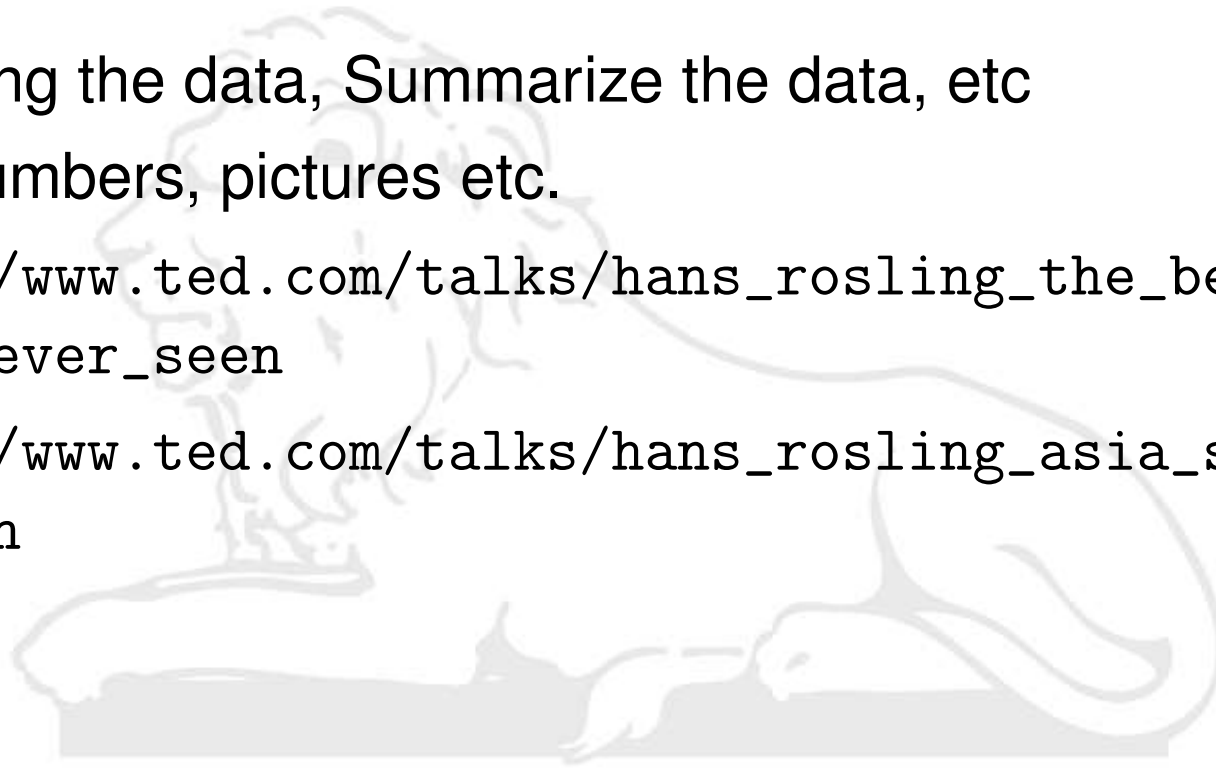 ng the data, Summarize the data, etc
umbers, pictures etc.
/www.ted.com/talks/hans_rosling_the_be
ever_seen
/www.ted.com/talks/hans_rosling_asia_s
n